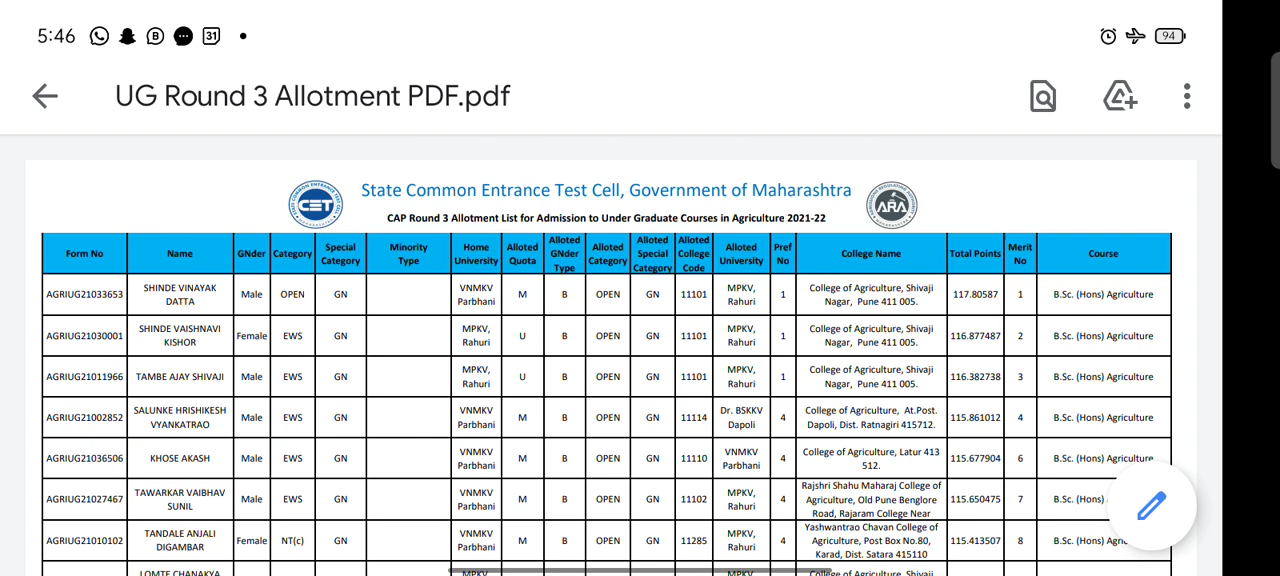 5:46
31
94
UG Round 3 Allotment PDF.pdf
State Common Entrance Test Cell, Government of Maharashtra
CET
ARA
CAP Round 3 Allotment List for Admission to Under Graduate Courses in Agriculture 2021-22
Form No | Name | GNder | Category | Special Category | Minority Type | Home University | Alloted Quota | Alloted GNder Type | Alloted Category | Alloted Special Category | Alloted College Code | Alloted University | Pref No | College Name | Total Points | Merit No | Course
AGRIUG21033653 | SHINDE VINAYAK DATTA | Male | OPEN | GN | | VNMKV Parbhani | M | B | OPEN | GN | 11101 | MPKV, Rahuri | 1 | College of Agriculture, Shivaji Nagar, Pune 411 005. | 117.80587 | 1 | B.Sc. (Hons) Agriculture
AGRIUG21030001 | SHINDE VAISHNAVI KISHOR | Female | EWS | GN | | MPKV, Rahuri | U | B | OPEN | GN | 11101 | MPKV, Rahuri | 1 | College of Agriculture, Shivaji Nagar, Pune 411 005. | 116.877487 | 2 | B.Sc. (Hons) Agriculture
AGRIUG21011966 | TAMBE AJAY SHIVAJI | Male | EWS | GN | | MPKV, Rahuri | U | B | OPEN | GN | 11101 | MPKV, Rahuri | 1 | College of Agriculture, Shivaji Nagar, Pune 411 005. | 116.382738 | 3 | B.Sc. (Hons) Agriculture
AGRIUG21002852 | SALUNKE HRISHIKESH VYANKATRAO | Male | EWS | GN | | VNMKV Parbhani | M | B | OPEN | GN | 11114 | Dr. BSKKV Dapoli | 4 | College of Agriculture, At.Post. Dapoli, Dist. Ratnagiri 415712. | 115.861012 | 4 | B.Sc. (Hons) Agriculture
AGRIUG21036506 | KHOSE AKASH | Male | EWS | GN | | VNMKV Parbhani | M | B | OPEN | GN | 11110 | VNMKV Parbhani | 4 | College of Agriculture, Latur 413 512. | 115.677904 | 6 | B.Sc. (Hons) Agriculture
AGRIUG21027467 | TAWARKAR VAIBHAV SUNIL | Male | EWS | GN | | VNMKV Parbhani | M | B | OPEN | GN | 11102 | MPKV, Rahuri | 4 | Rajshri Shahu Maharaj College of Agriculture, Old Pune Benglore Road, Rajaram College Near | 115.650475 | 7 | B.Sc. (Hons)
AGRIUG21010102 | TANDALE ANJALI DIGAMBAR | Female | NT(c) | GN | | VNMKV Parbhani | M | B | OPEN | GN | 11285 | MPKV, Rahuri | 4 | Yashwantrao Chavan College of Agriculture, Post Box No.80, Karad, Dist. Satara 415110 | 115.413507 | 8 | B.Sc. (Hons)